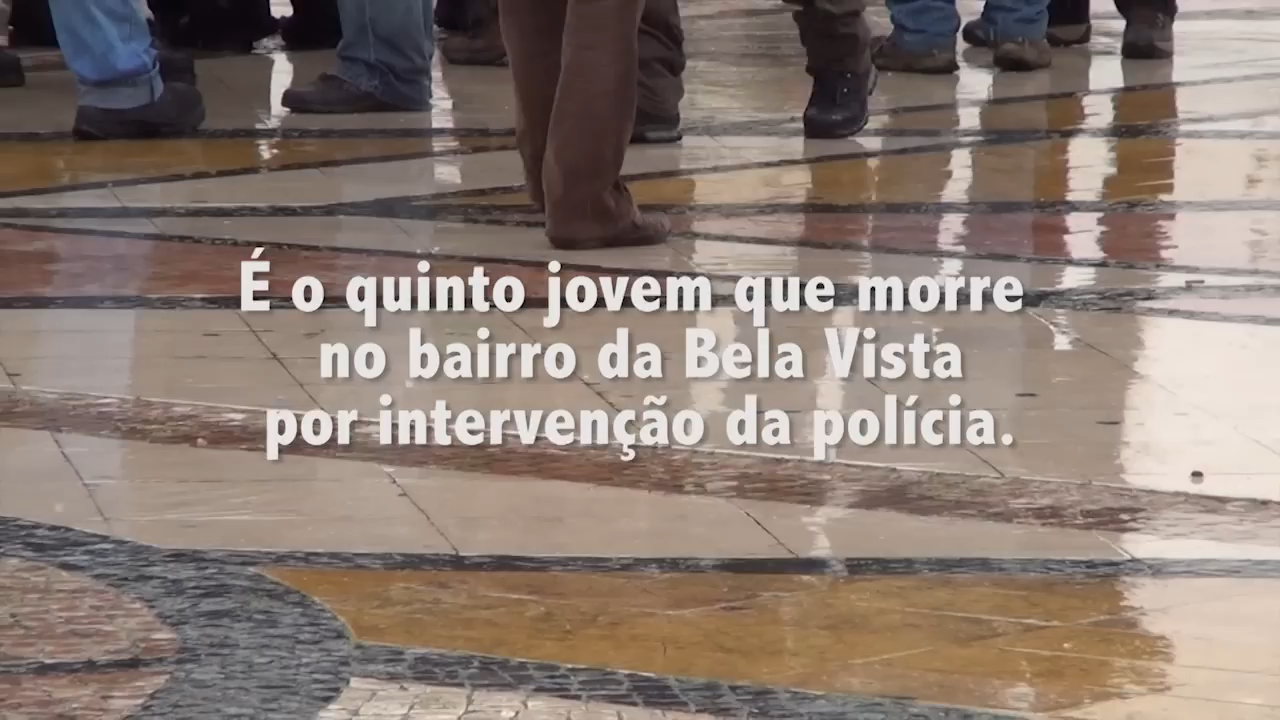 É o quinto jovem que morre
no bairro da Bela Vista
por intervenção da polícia.